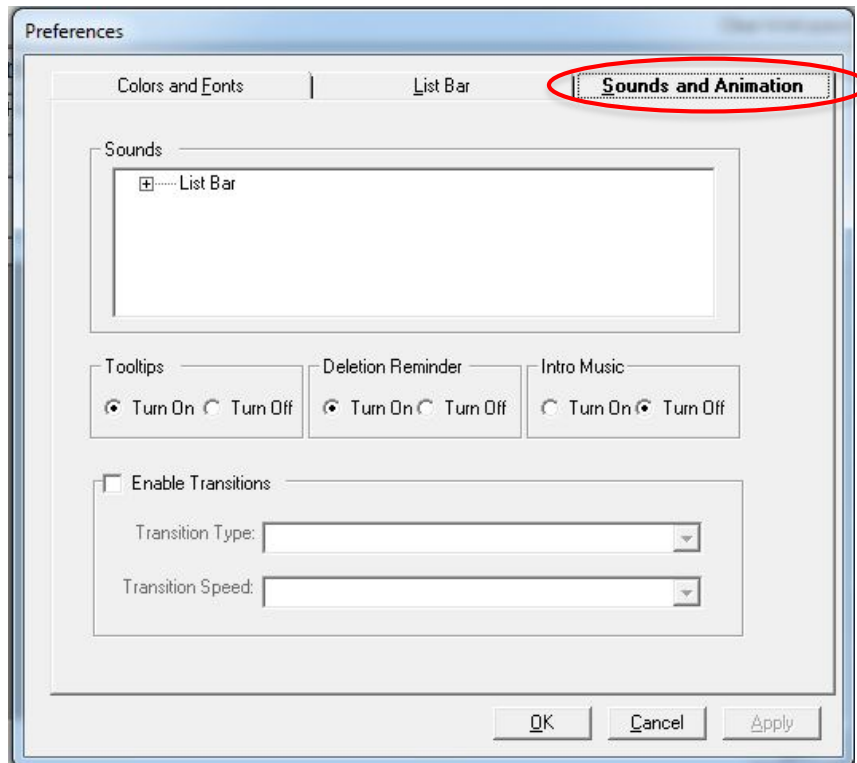 Preferences
Colors and Fonts List Bar Sounds and Animation
Sounds
List Bar
Tooltips Deletion Reminder Intro Music
Turn On Turn Off Turn On Turn Off Turn On Turn Off
Enable Transitions
Transition Type:
Transition Speed:
OK Cancel Apply